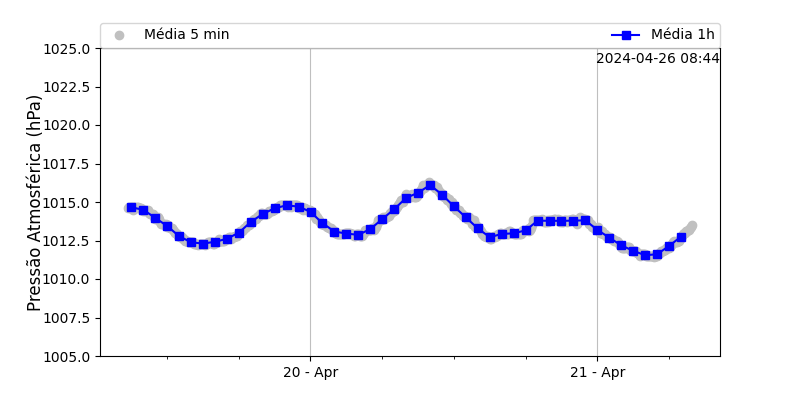 Média 5 min
Média 1h
2024-04-26 08:44
Pressão Atmosférica (hPa)
1025.0
1022.5
1020.0
1017.5
1015.0
1012.5
1010.0
1007.5
1005.0
20 - Apr
21 - Apr